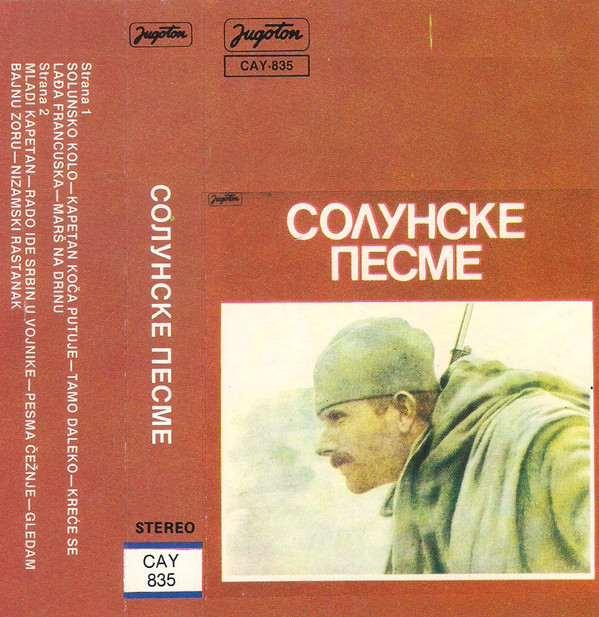 Strana 1
SOLUNSKO KOLO—KAPETAN KOČA PUTUJE—TAMO DALEKO—KREĆE SE
LAĐA FRANCUSKA—MARŠ NA DRINU
Strana 2
MLADI KAPETAN—RADO IDE SRBIN U VOJNIKE—PESMA ČEŽNJE—GLEDAM
BAJNU ZORU—NIZAMSKI RASTANAK
Jugoton
СОЛУНСКЕ ПЕСМЕ
STEREO
CAY
835
Jugoton
CAY-835
Jugoton
СОЛУНСКЕ
ПЕСМЕ